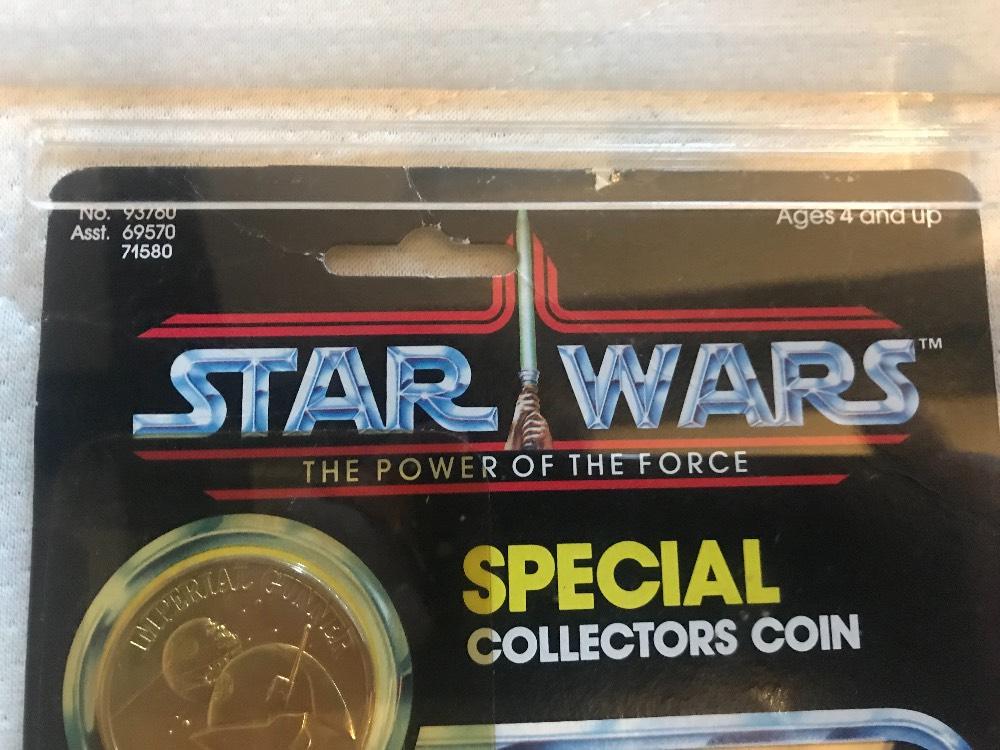 No. 93760
Asst. 69570
71580
Ages 4 and up
STAR WARS™
THE POWER OF THE FORCE
SPECIAL
COLLECTORS COIN
IMPERIAL GUNNER